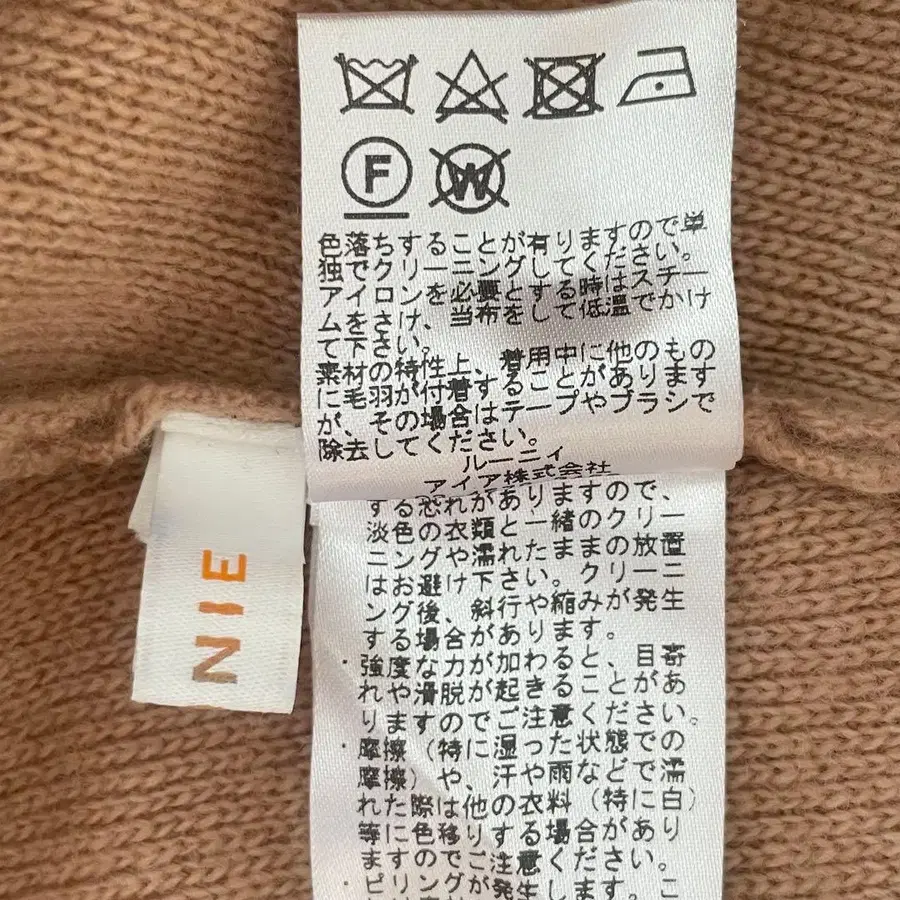 F
W
色落ちすることが有りますので単
独でクリーニングしてください。
アイロンを必要とする時はスチー
ムをさけ、当布をして低温でかけ
て下さい。
素材の特性上、着用中に他のもの
に毛羽が付着することがあります
が、その場合はテープやブラシで
除去してください。
ルーニィ
アイア株式会社
する恐れがありますので、
淡色の衣類と一緒のクリー
ニングや濡れたままの放置
はお避け下さい。クリーニ
ング後、斜行や縮みが発生
する場合があります。
・強度な力が加わると、目寄
れや滑脱が起きることがあ
りますのでご注意ください。
・摩擦（特に湿った状態での
摩擦）や、汗や雨などで濡
れた際は他の衣料（特に白）
等に色移りする場合があり
ますのでご注意ください。
・ピリングが発生します。こ
NIE